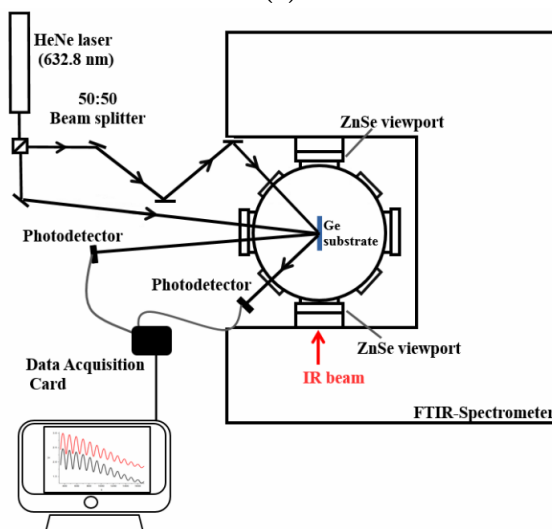 HeNe laser
(632.8 nm)
50:50
Beam splitter
ZnSe viewport
Ge
substrate
Photodetector
Photodetector
ZnSe viewport
Data Acquisition
Card
IR beam
FTIR-Spectrometer